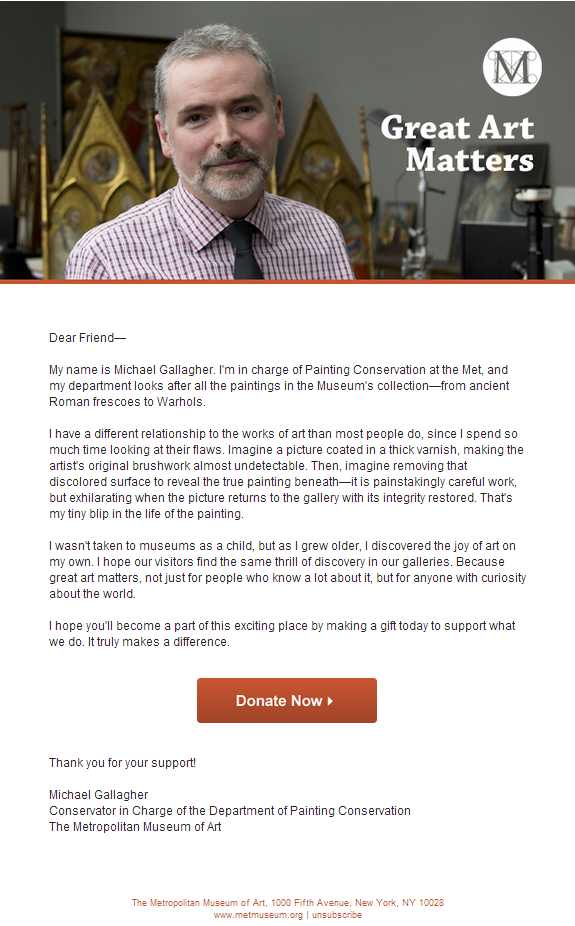 M
Great Art
Matters
Dear Friend—
My name is Michael Gallagher. I'm in charge of Painting Conservation at the Met, and
my department looks after all the paintings in the Museum's collection—from ancient
Roman frescoes to Warhols.
I have a different relationship to the works of art than most people do, since I spend so
much time looking at their flaws. Imagine a picture coated in a thick varnish, making the
artist's original brushwork almost undetectable. Then, imagine removing that
discolored surface to reveal the true painting beneath—it is painstakingly careful work,
but exhilarating when the picture returns to the gallery with its integrity restored. That's
my tiny blip in the life of the painting.
I wasn't taken to museums as a child, but as I grew older, I discovered the joy of art on
my own. I hope our visitors find the same thrill of discovery in our galleries. Because
great art matters, not just for people who know a lot about it, but for anyone with curiosity
about the world.
I hope you'll become a part of this exciting place by making a gift today to support what
we do. It truly makes a difference.
Donate Now
Thank you for your support!
Michael Gallagher
Conservator in Charge of the Department of Painting Conservation
The Metropolitan Museum of Art
The Metropolitan Museum of Art, 1000 Fifth Avenue, New York, NY 10028
www.metmuseum.org | unsubscribe